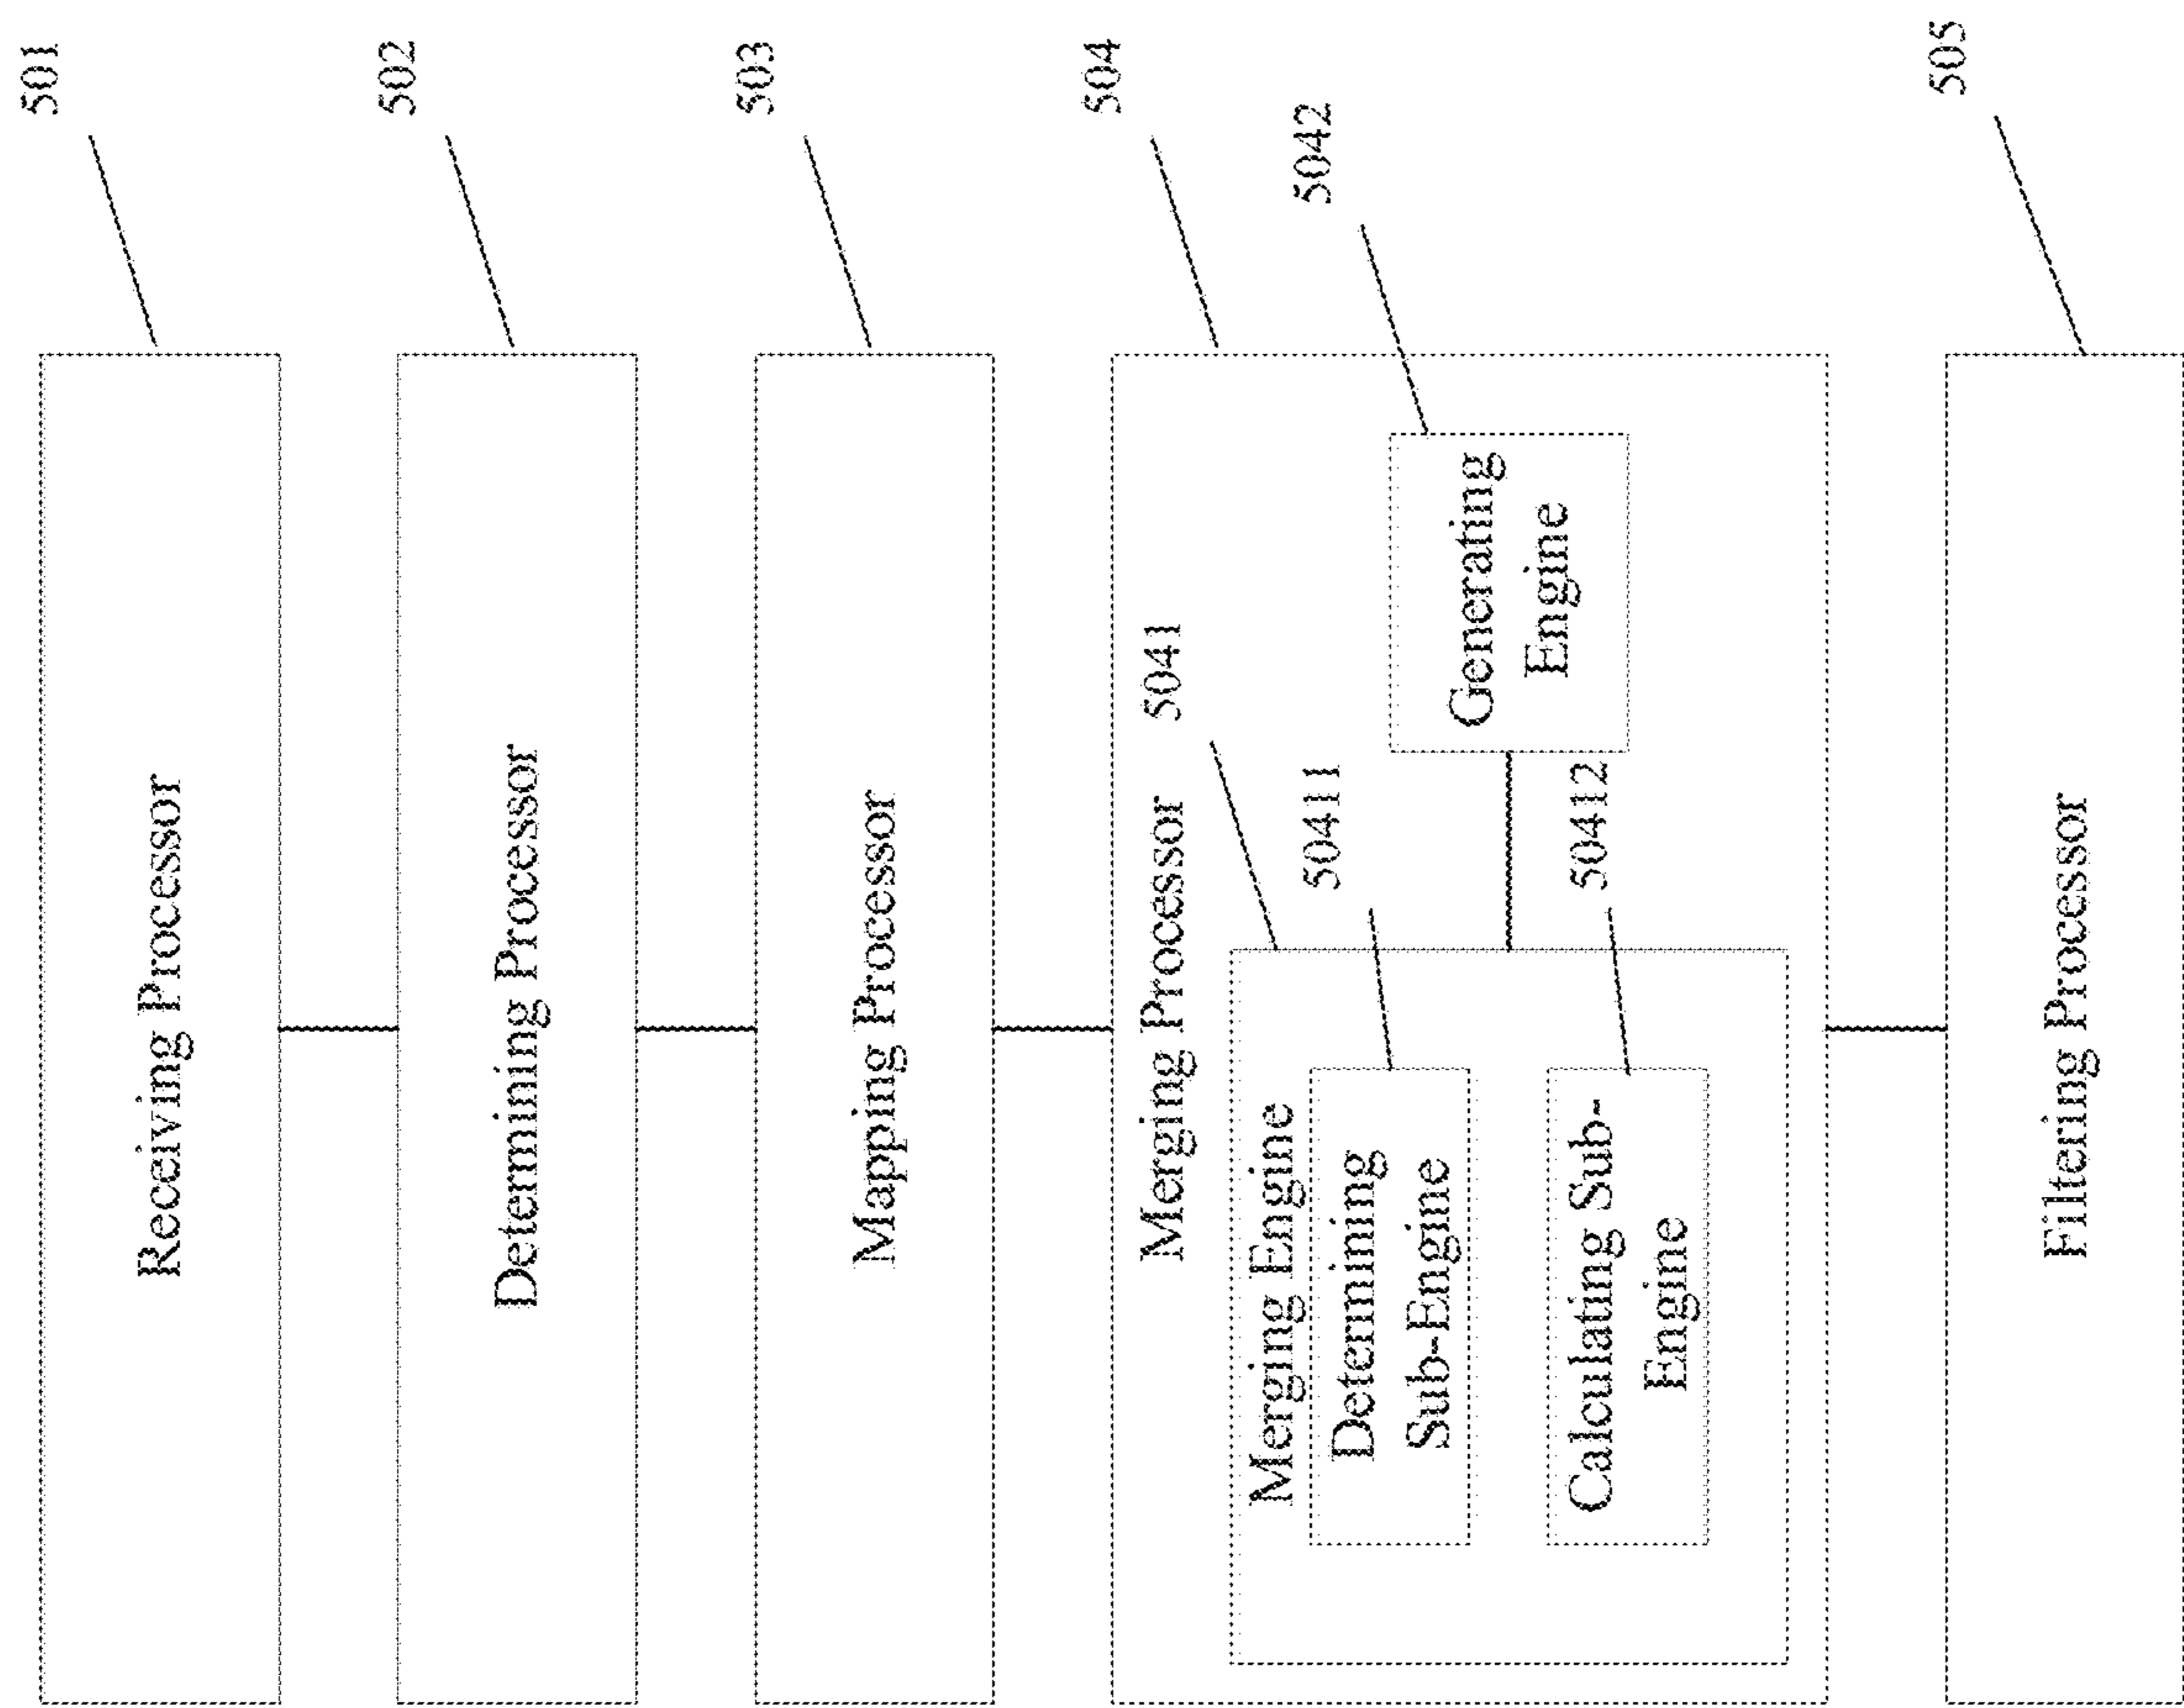 501
Receiving Processor
502
Determining Processor
503
Mapping Processor
504
Merging Processor
5041
Merging Engine
50411
Determining
Sub-Engine
50412
Calculating Sub-
Engine
5042
Generating
Engine
505
Filtering Processor